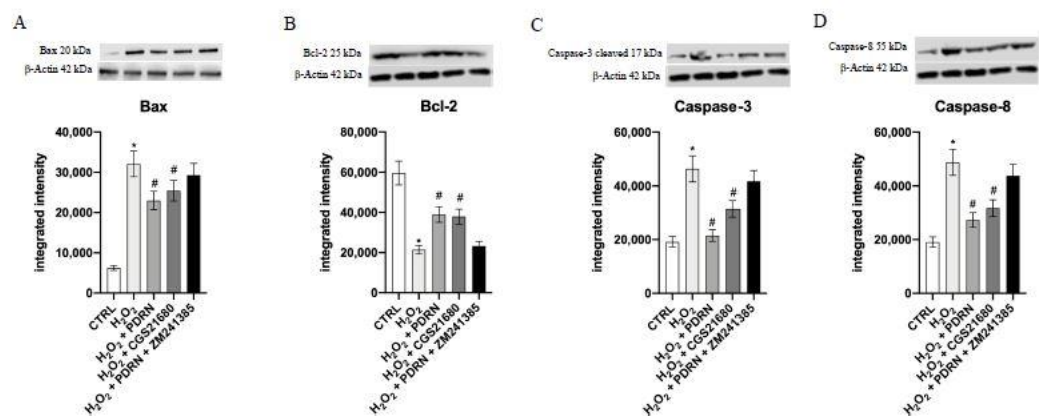 A
Bax 20 kDa
β-Actin 42 kDa
Bax
40,000
30,000
20,000
10,000
0
integrated intensity
*
#
#
CTRL
H₂O₂
H₂O₂ + PDRN
H₂O₂ + CGS21680
H₂O₂ + PDRN + ZM241385
B
Bcl-2 25 kDa
β-Actin 42 kDa
Bcl-2
80,000
60,000
40,000
20,000
0
integrated intensity
*
#
#
CTRL
H₂O₂
H₂O₂ + PDRN
H₂O₂ + CGS21680
H₂O₂ + PDRN + ZM241385
C
Caspase-3 cleaved 17 kDa
β-Actin 42 kDa
Caspase-3
60,000
40,000
20,000
0
integrated intensity
*
#
#
CTRL
H₂O₂
H₂O₂ + PDRN
H₂O₂ + CGS21680
H₂O₂ + PDRN + ZM241385
D
Caspase-8 55 kDa
β-Actin 42 kDa
Caspase-8
60,000
40,000
20,000
0
integrated intensity
*
#
#
CTRL
H₂O₂
H₂O₂ + PDRN
H₂O₂ + CGS21680
H₂O₂ + PDRN + ZM241385